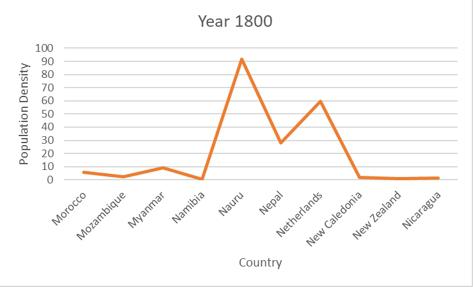 Year 1800
Population Density
100
90
80
70
60
50
40
30
20
10
0
Morocco
Mozambique
Myanmar
Namibia
Nauru
Nepal
Netherlands
New Caledonia
New Zealand
Nicaragua
Country